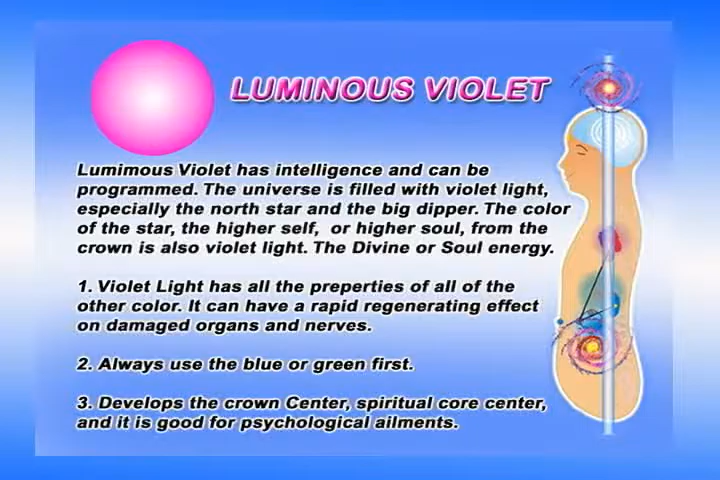 LUMINOUS VIOLET
Lumimous Violet has intelligence and can be
programmed. The universe is filled with violet light,
especially the north star and the big dipper. The color
of the star, the higher self, or higher soul, from the
crown is also violet light. The Divine or Soul energy.
1. Violet Light has all the preperties of all of the
other color. It can have a rapid regenerating effect
on damaged organs and nerves.
2. Always use the blue or green first.
3. Develops the crown Center, spiritual core center,
and it is good for psychological ailments.